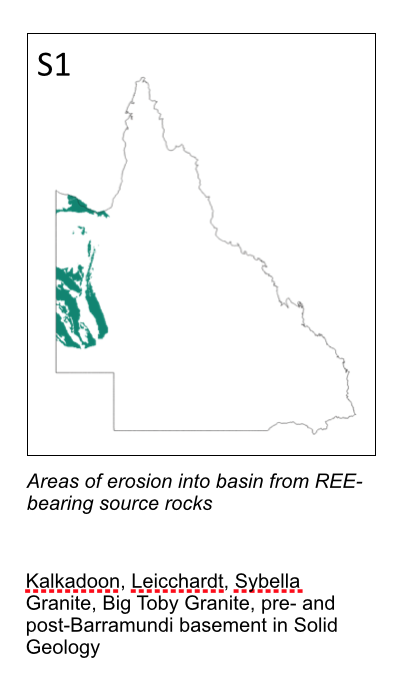 S1
Areas of erosion into basin from REE-
bearing source rocks
Kalkadoon, Leicchardt, Sybella
Granite, Big Toby Granite, pre- and
post-Barramundi basement in Solid
Geology